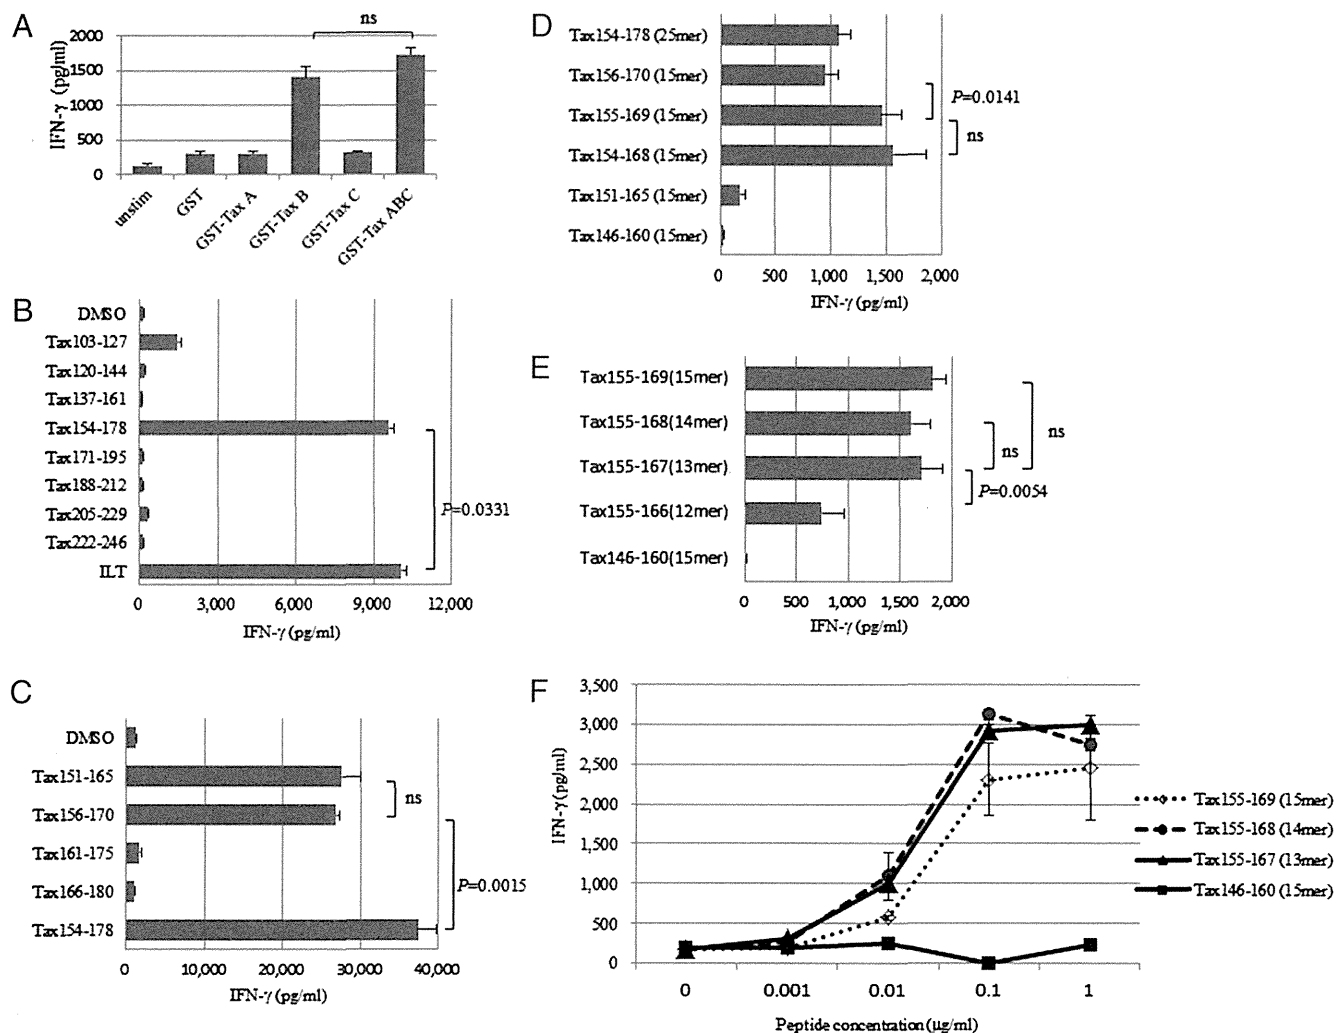 A
ns
IFN-γ (pg/ml)
2000
1500
1000
500
0
unstim
GST
GST-Tax A
GST-Tax B
GST-Tax C
GST-Tax ABC
B
DMSO
Tax103-127
Tax120-144
Tax137-161
Tax154-178
Tax171-195
Tax188-212
Tax205-229
Tax222-246
ILT
P=0.0331
0 3,000 6,000 9,000 12,000
IFN-γ (pg/ml)
C
DMSO
Tax151-165
Tax156-170
Tax161-175
Tax166-180
Tax154-178
ns
P=0.0015
0 10,000 20,000 30,000 40,000
IFN-γ (pg/ml)
D
Tax154-178 (25mer)
Tax156-170 (15mer)
Tax155-169 (15mer)
Tax154-168 (15mer)
Tax151-165 (15mer)
Tax146-160 (15mer)
P=0.0141
ns
0 500 1,000 1,500 2,000
IFN-γ (pg/ml)
E
Tax155-169(15mer)
Tax155-168(14mer)
Tax155-167(13mer)
Tax155-166(12mer)
Tax146-160(15mer)
ns
ns
P=0.0054
0 500 1,000 1,500 2,000
IFN-γ (pg/ml)
F
IFN-γ (pg/ml)
3,500
3,000
2,500
2,000
1,500
1,000
500
0
0 0.001 0.01 0.1 1
Peptide concentration (μg/ml)
Tax155-169 (15mer)
Tax155-168 (14mer)
Tax155-167 (13mer)
Tax146-160 (15mer)